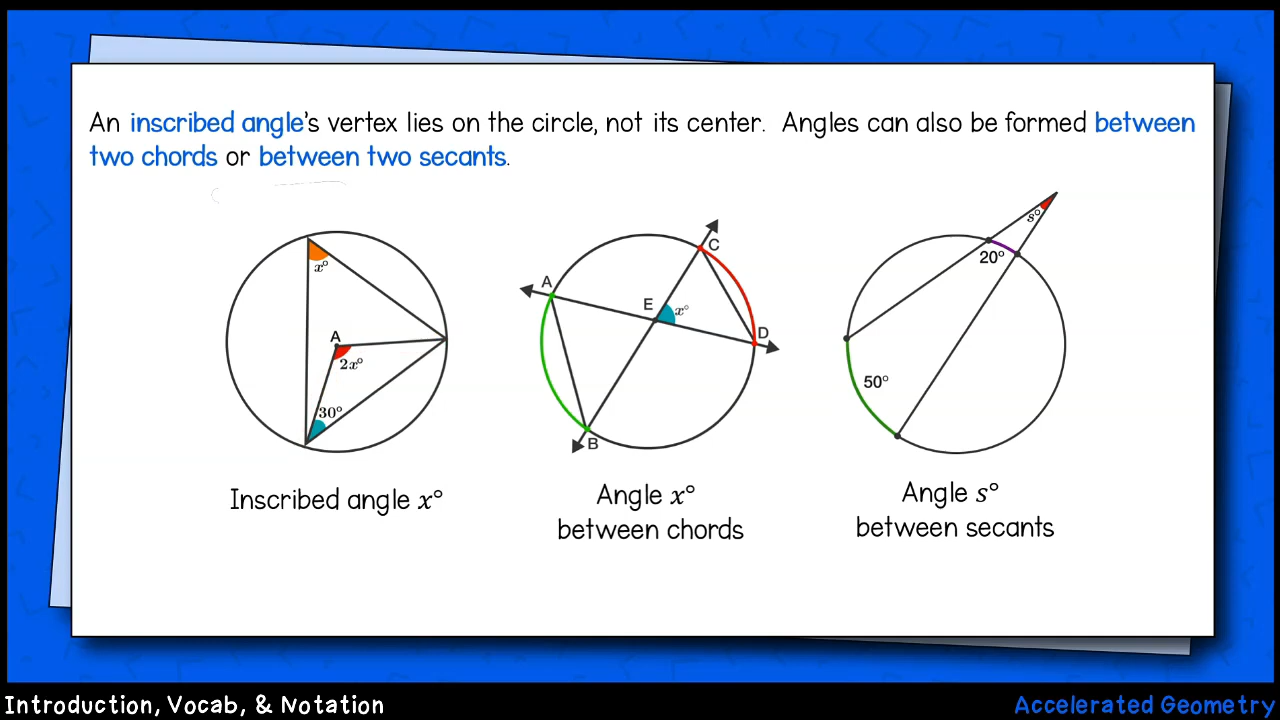 An inscribed angle's vertex lies on the circle, not its center. Angles can also be formed between
two chords or between two secants.
x°
A
2x°
30°
Inscribed angle x°
A
B
C
D
E
x°
Angle x°
between chords
s°
20°
50°
Angle s°
between secants
Introduction, Vocab, & Notation
Accelerated Geometry